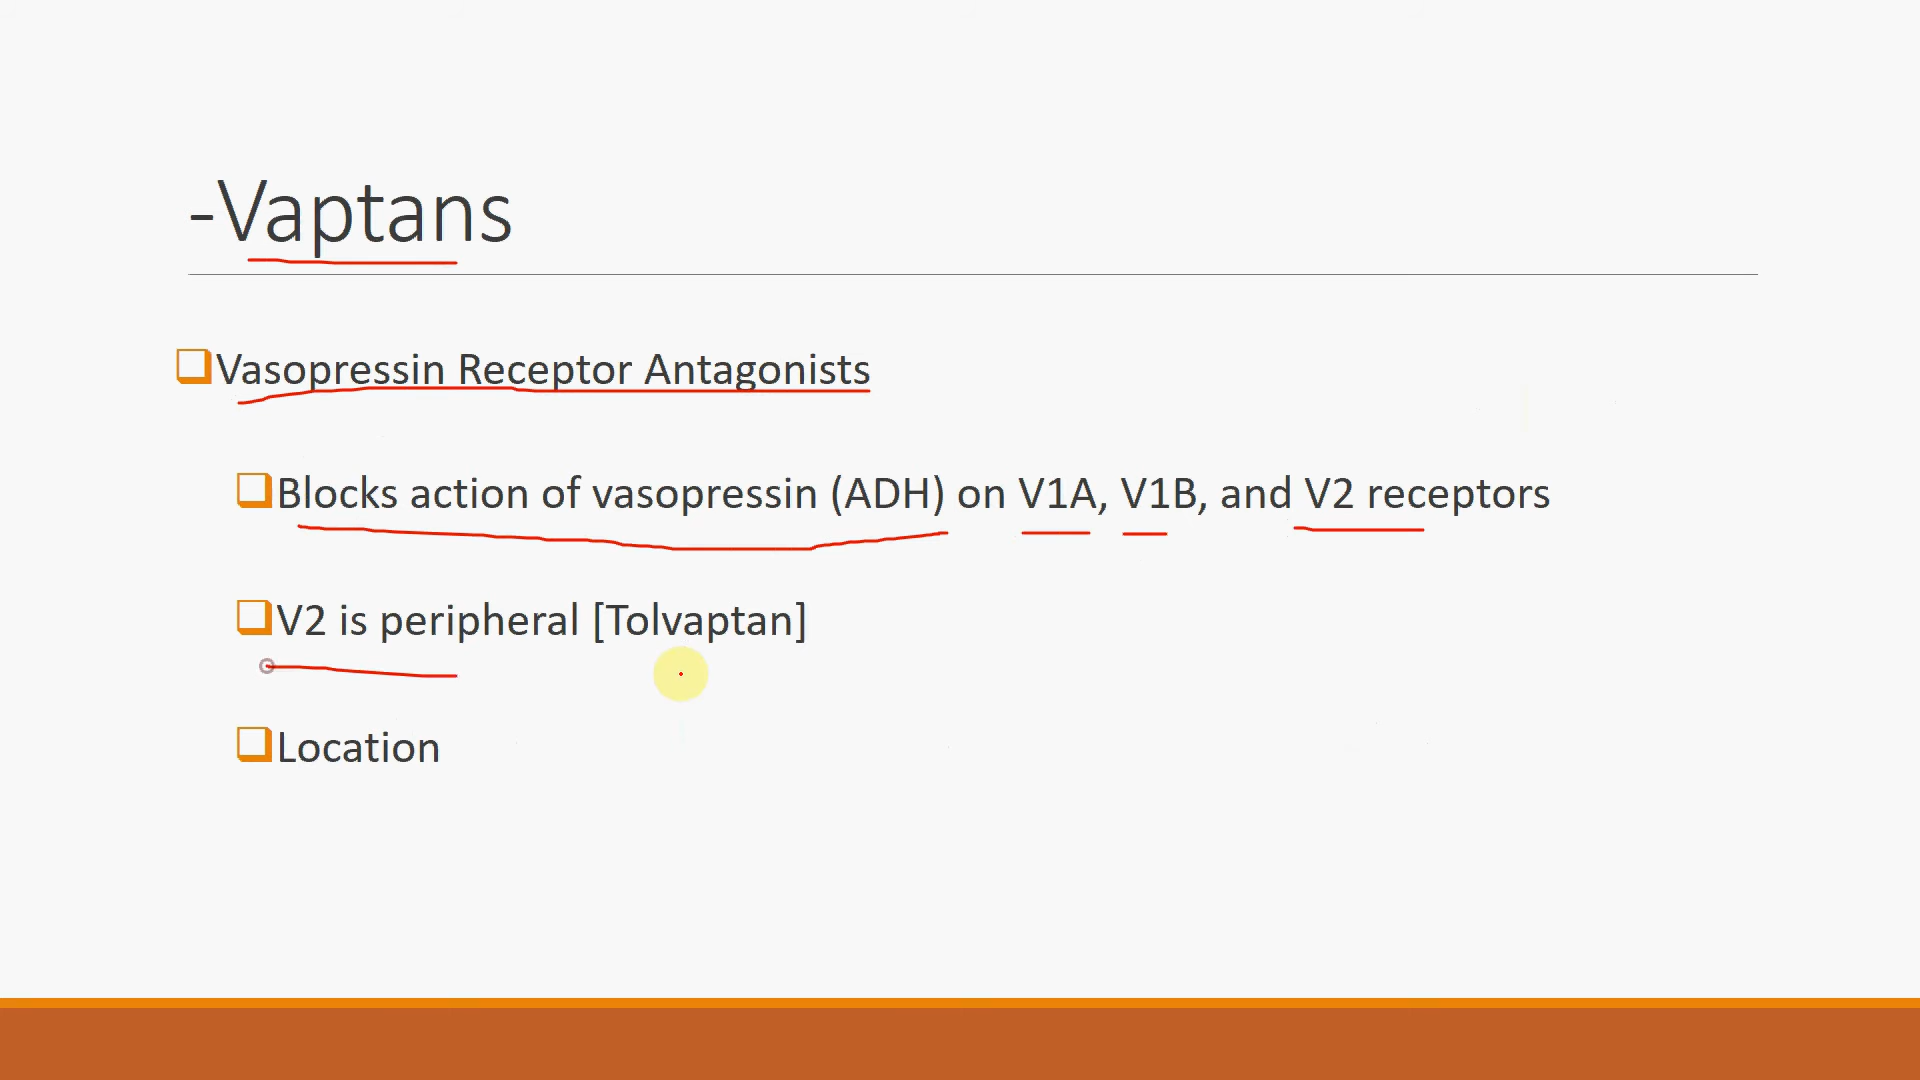 -Vaptans
Vasopressin Receptor Antagonists
Blocks action of vasopressin (ADH) on V1A, V1B, and V2 receptors
V2 is peripheral [Tolvaptan]
Location